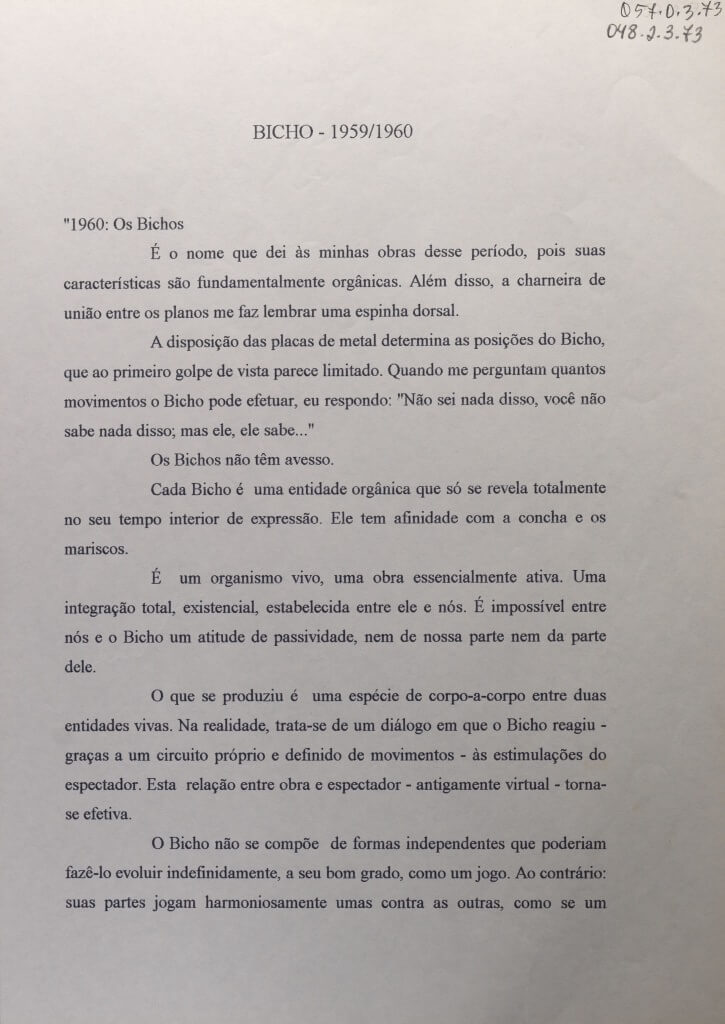 057.0.3.73
048.2.3.73
BICHO - 1959/1960
"1960: Os Bichos
É o nome que dei às minhas obras desse período, pois suas
características são fundamentalmente orgânicas. Além disso, a charneira de
união entre os planos me faz lembrar uma espinha dorsal.
A disposição das placas de metal determina as posições do Bicho,
que ao primeiro golpe de vista parece limitado. Quando me perguntam quantos
movimentos o Bicho pode efetuar, eu respondo: "Não sei nada disso, você não
sabe nada disso; mas ele, ele sabe..."
Os Bichos não têm avesso.
Cada Bicho é uma entidade orgânica que só se revela totalmente
no seu tempo interior de expressão. Ele tem afinidade com a concha e os
mariscos.
É um organismo vivo, uma obra essencialmente ativa. Uma
integração total, existencial, estabelecida entre ele e nós. É impossível entre
nós e o Bicho um atitude de passividade, nem de nossa parte nem da parte
dele.
O que se produziu é uma espécie de corpo-a-corpo entre duas
entidades vivas. Na realidade, trata-se de um diálogo em que o Bicho reagiu -
graças a um circuito próprio e definido de movimentos - às estimulações do
espectador. Esta relação entre obra e espectador - antigamente virtual - torna-
se efetiva.
O Bicho não se compõe de formas independentes que poderiam
fazê-lo evoluir indefinidamente, a seu bom grado, como um jogo. Ao contrário:
suas partes jogam harmoniosamente umas contra as outras, como se um